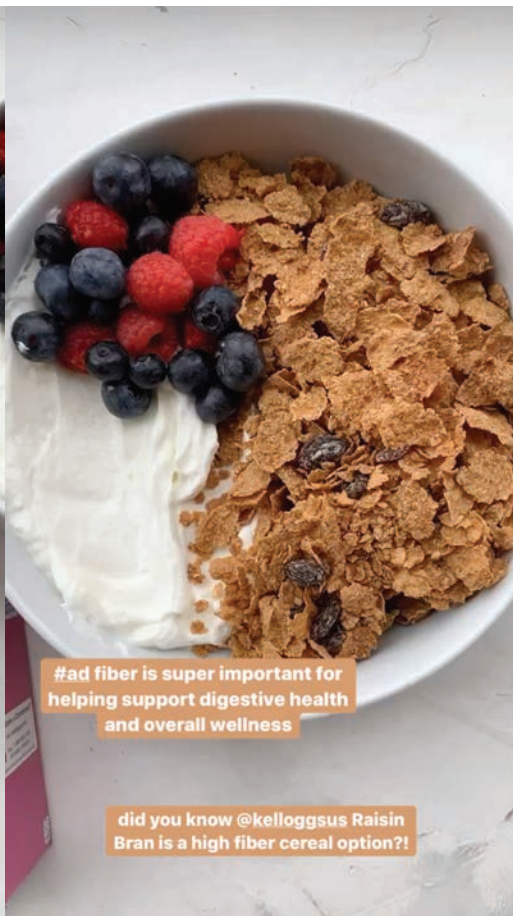 #ad fiber is super important for
helping support digestive health
and overall wellness
did you know @kelloggsus Raisin
Bran is a high fiber cereal option?!